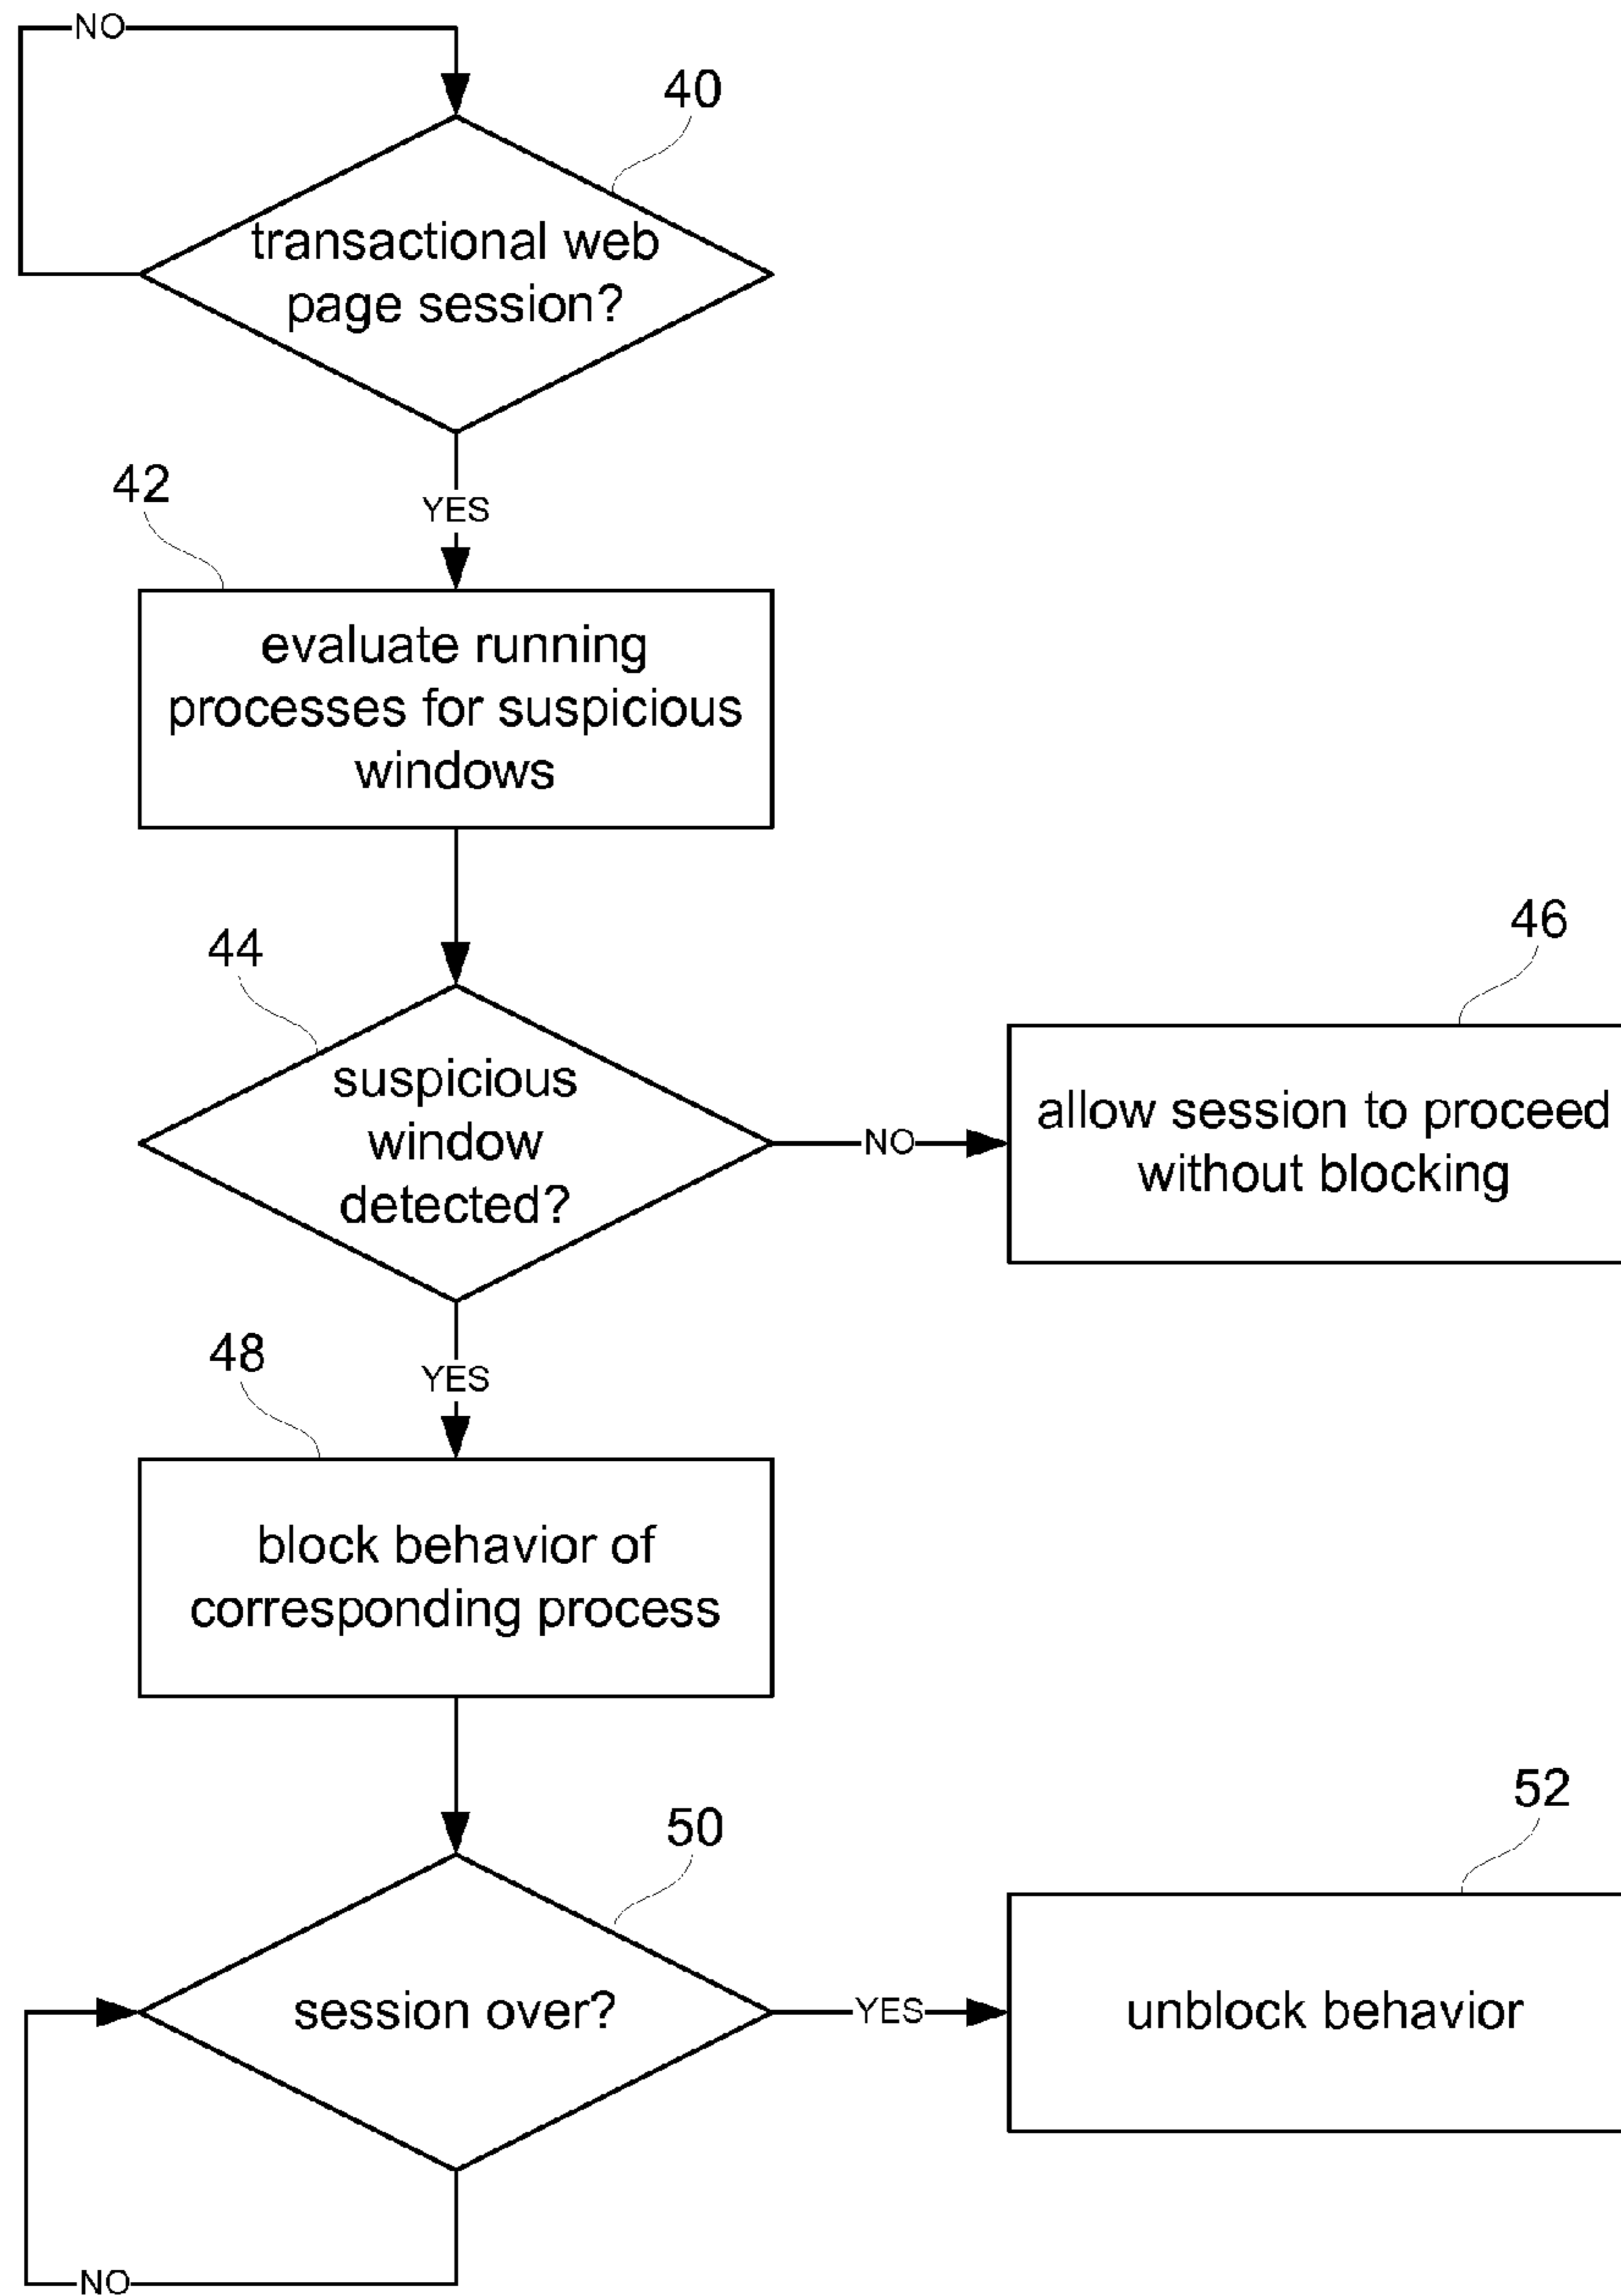 NO
40
transactional web
page session?
42
YES
evaluate running
processes for suspicious
windows
44
46
suspicious
window
detected?
NO
allow session to proceed
without blocking
48
YES
block behavior of
corresponding process
50
52
session over?
YES
unblock behavior
NO